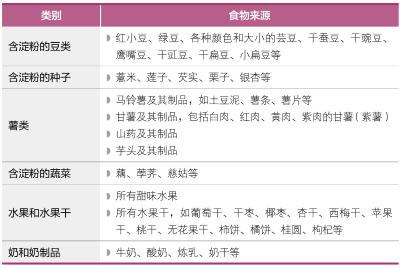 类别 食物来源
含淀粉的豆类
红小豆、绿豆、各种颜色和大小的芸豆、干蚕豆、干豌豆、
鹰嘴豆、干豇豆、干扁豆、小扁豆等
含淀粉的种子
薏米、莲子、芡实、栗子、银杏等
薯类
马铃薯及其制品，如土豆泥、薯条、薯片等
甘薯及其制品，包括白肉、红肉、黄肉、紫肉的甘薯（紫薯）
山药及其制品
芋头及其制品
含淀粉的蔬菜
藕、荸荠、慈姑等
水果和水果干
所有甜味水果
所有水果干，如葡萄干、干枣、椰枣、杏干、西梅干、苹果
干、桃干、无花果干、柿饼、橘饼、桂圆、枸杞等
奶和奶制品
牛奶、酸奶、炼乳、奶干等